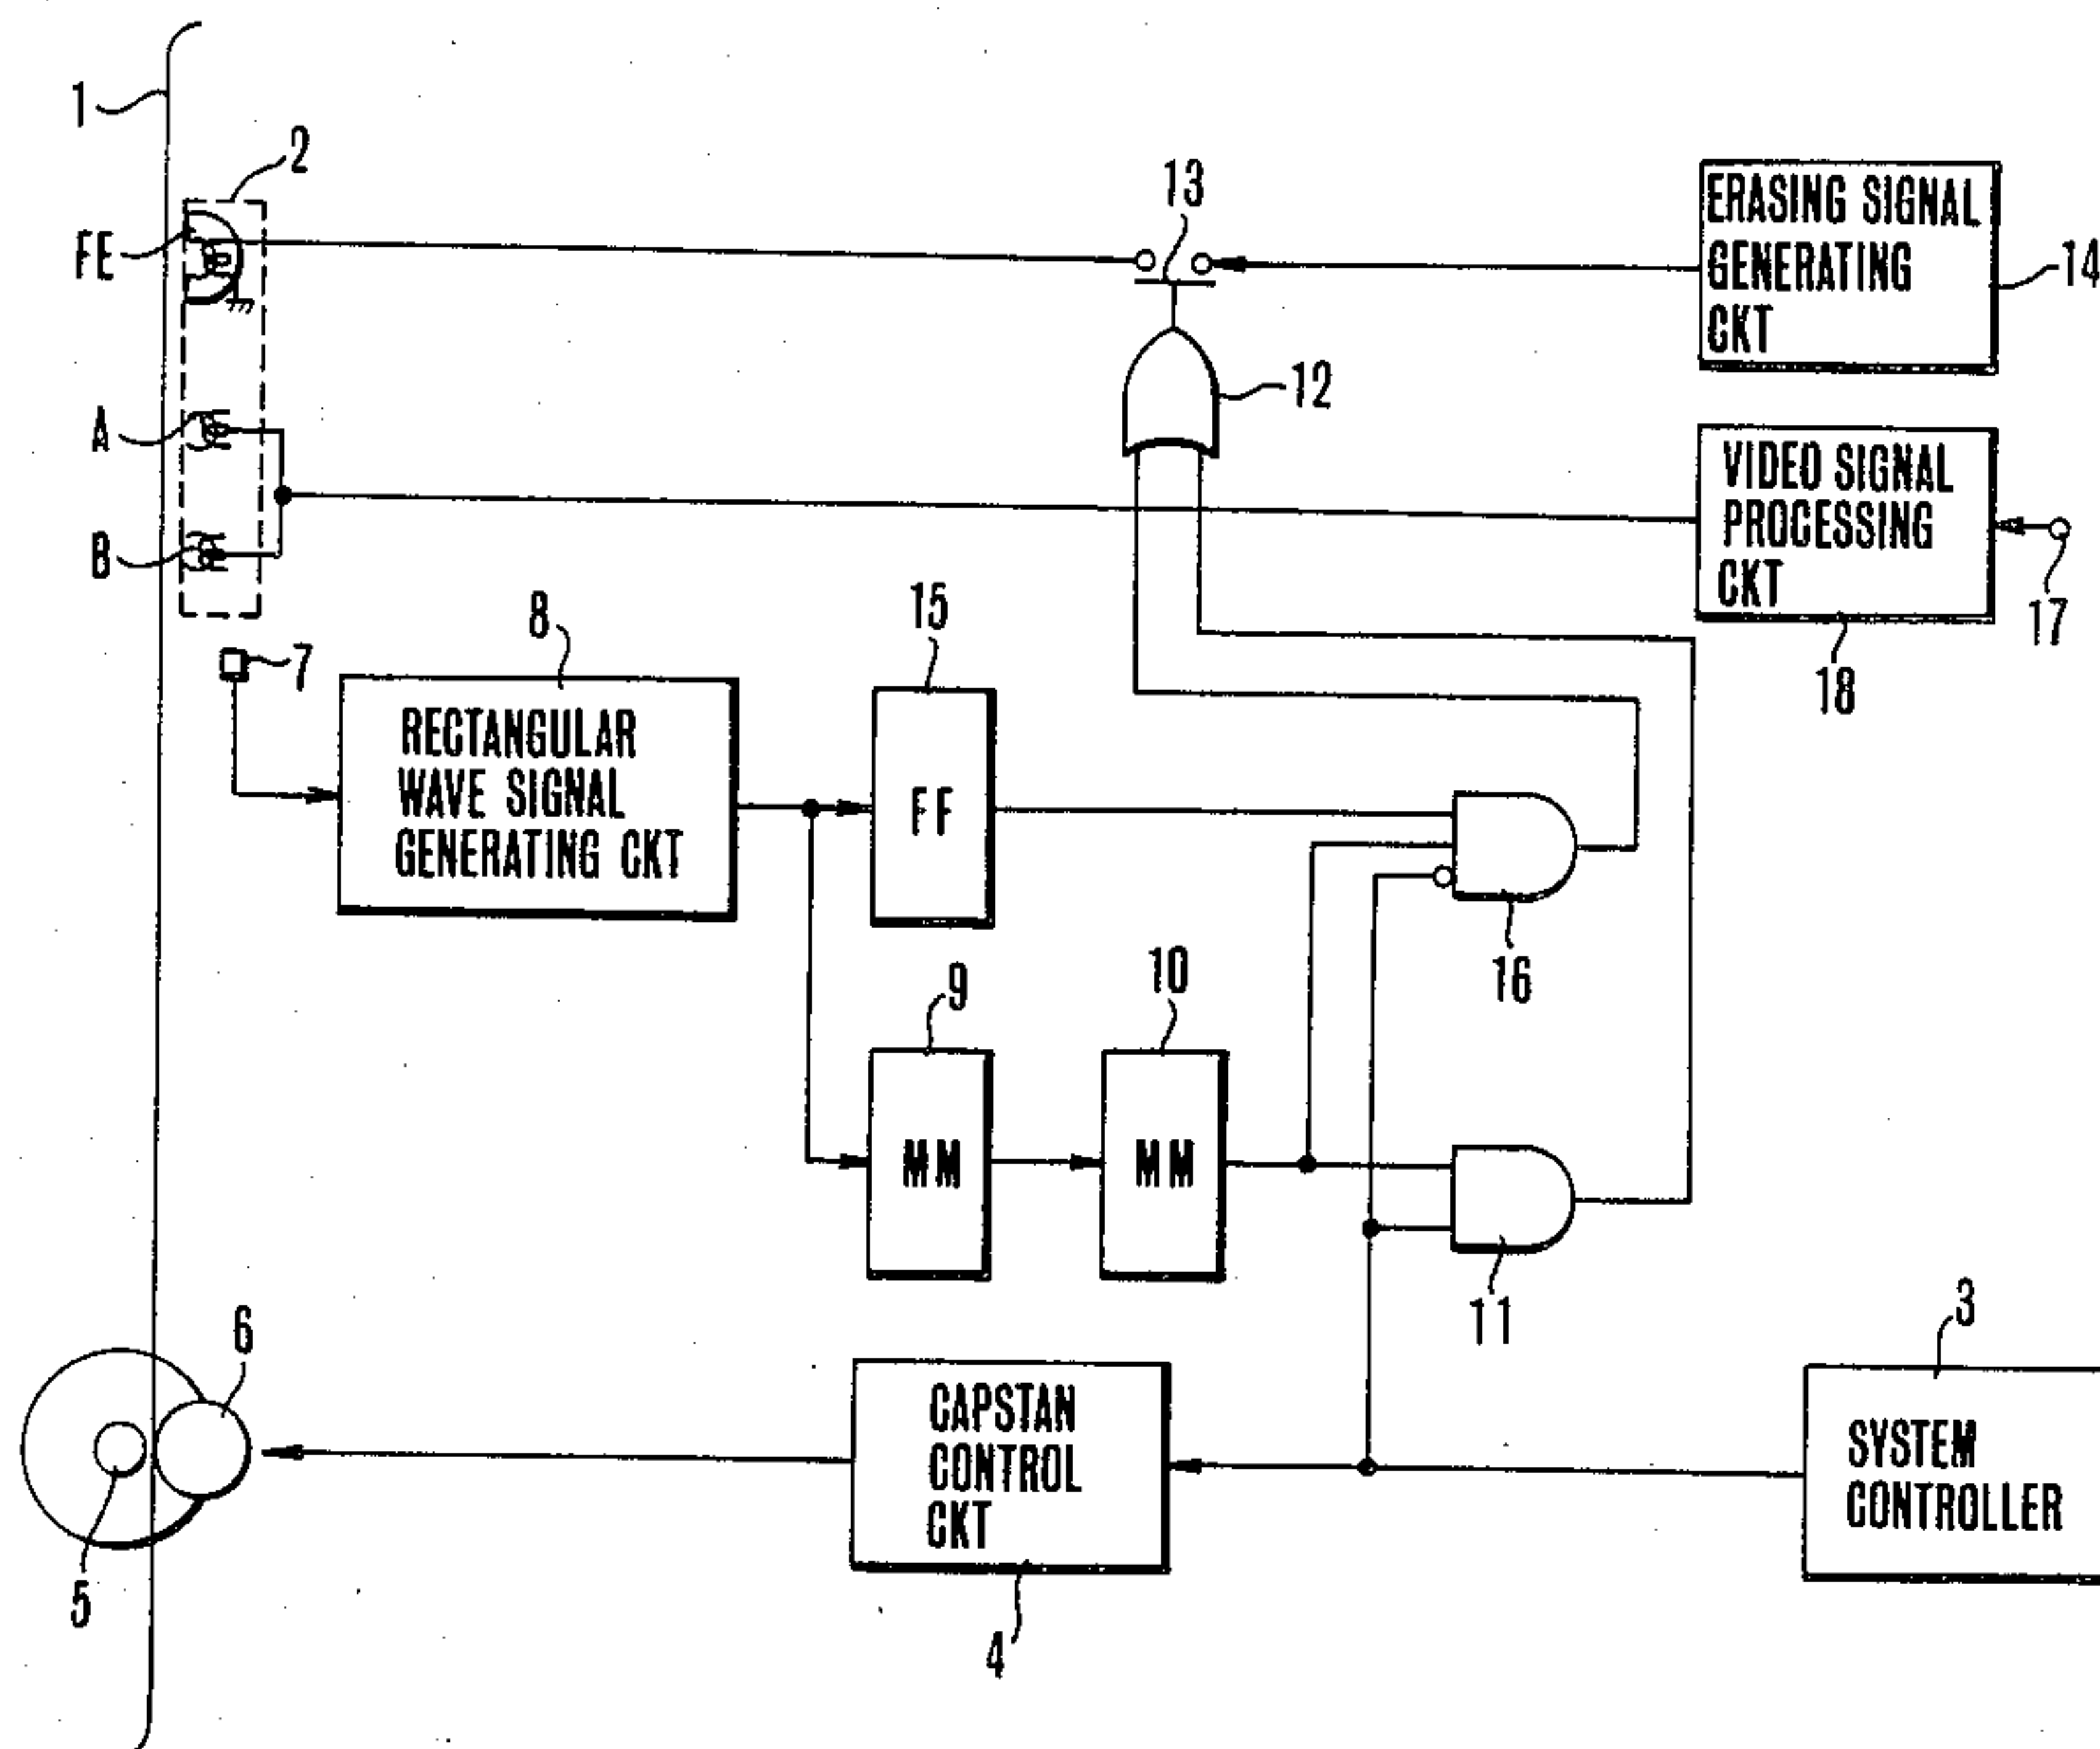 1
2
FE
A
B
13
ERASING SIGNAL
GENERATING
CKT
14
12
VIDEO SIGNAL
PROCESSING
CKT
17
18
7
8
RECTANGULAR
WAVE SIGNAL
GENERATING CKT
15
FF
16
9
MM
10
MM
11
6
5
CAPSTAN
CONTROL
CKT
4
3
SYSTEM
CONTROLLER